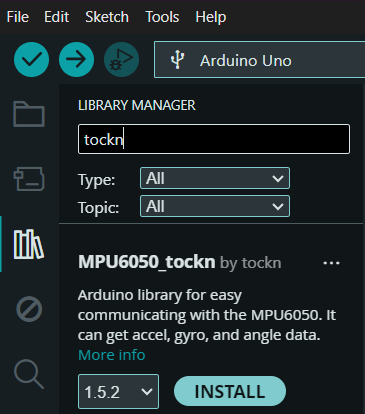 File Edit Sketch Tools Help
Arduino Uno
LIBRARY MANAGER
tockn
Type: All
Topic: All
MPU6050_tockn by tockn ...
Arduino library for easy
communicating with the MPU6050. It
can get accel, gyro, and angle data.
More info
1.5.2 INSTALL